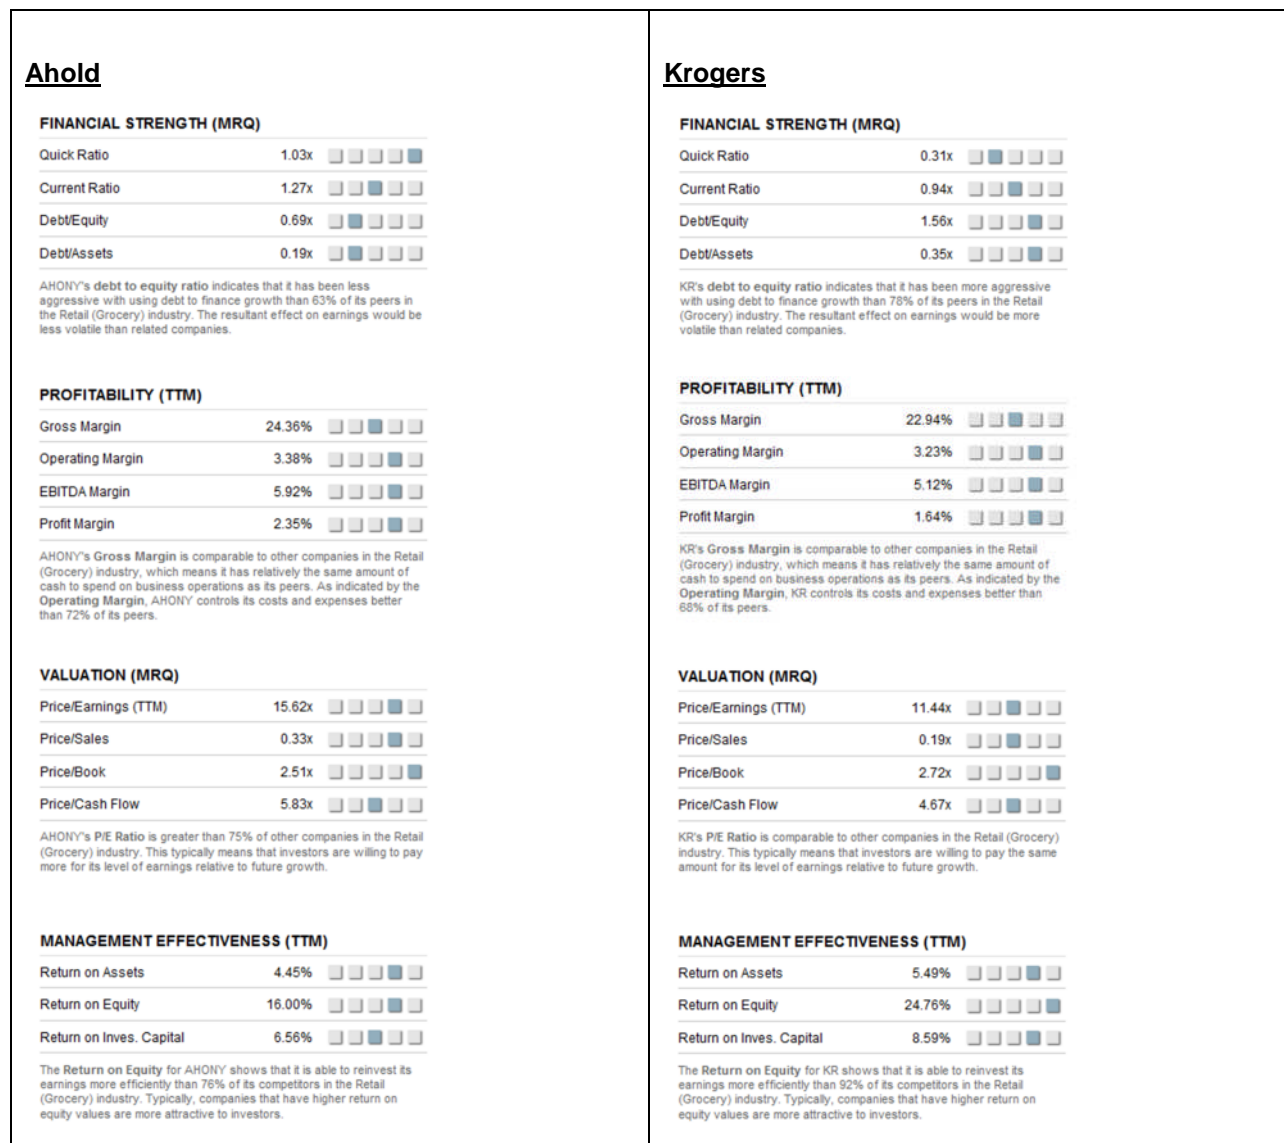 Ahold
FINANCIAL STRENGTH (MRQ)
Quick Ratio 1.03x
Current Ratio 1.27x
Debt/Equity 0.69x
Debt/Assets 0.19x
AHONY's debt to equity ratio indicates that it has been less
aggressive with using debt to finance growth than 63% of its peers in
the Retail (Grocery) industry. The resultant effect on earnings would be
less volatile than related companies.
PROFITABILITY (TTM)
Gross Margin 24.36%
Operating Margin 3.38%
EBITDA Margin 5.92%
Profit Margin 2.35%
AHONY's Gross Margin is comparable to other companies in the Retail
(Grocery) industry, which means it has relatively the same amount of
cash to spend on business operations as its peers. As indicated by the
Operating Margin, AHONY controls its costs and expenses better
than 72% of its peers.
VALUATION (MRQ)
Price/Earnings (TTM) 15.62x
Price/Sales 0.33x
Price/Book 2.51x
Price/Cash Flow 5.83x
AHONY's P/E Ratio is greater than 75% of other companies in the Retail
(Grocery) industry. This typically means that investors are willing to pay
more for its level of earnings relative to future growth.
MANAGEMENT EFFECTIVENESS (TTM)
Return on Assets 4.45%
Return on Equity 16.00%
Return on Inves. Capital 6.56%
The Return on Equity for AHONY shows that it is able to reinvest its
earnings more efficiently than 76% of its competitors in the Retail
(Grocery) industry. Typically, companies that have higher return on
equity values are more attractive to investors.
Krogers
FINANCIAL STRENGTH (MRQ)
Quick Ratio 0.31x
Current Ratio 0.94x
Debt/Equity 1.56x
Debt/Assets 0.35x
KR's debt to equity ratio indicates that it has been more aggressive
with using debt to finance growth than 78% of its peers in the Retail
(Grocery) industry. The resultant effect on earnings would be more
volatile than related companies.
PROFITABILITY (TTM)
Gross Margin 22.94%
Operating Margin 3.23%
EBITDA Margin 5.12%
Profit Margin 1.64%
KR's Gross Margin is comparable to other companies in the Retail
(Grocery) industry, which means it has relatively the same amount of
cash to spend on business operations as its peers. As indicated by the
Operating Margin, KR controls its costs and expenses better than
68% of its peers.
VALUATION (MRQ)
Price/Earnings (TTM) 11.44x
Price/Sales 0.19x
Price/Book 2.72x
Price/Cash Flow 4.67x
KR's P/E Ratio is comparable to other companies in the Retail (Grocery)
industry. This typically means that investors are willing to pay the same
amount for its level of earnings relative to future growth.
MANAGEMENT EFFECTIVENESS (TTM)
Return on Assets 5.49%
Return on Equity 24.76%
Return on Inves. Capital 8.59%
The Return on Equity for KR shows that it is able to reinvest its
earnings more efficiently than 92% of its competitors in the Retail
(Grocery) industry. Typically, companies that have higher return on
equity values are more attractive to investors.